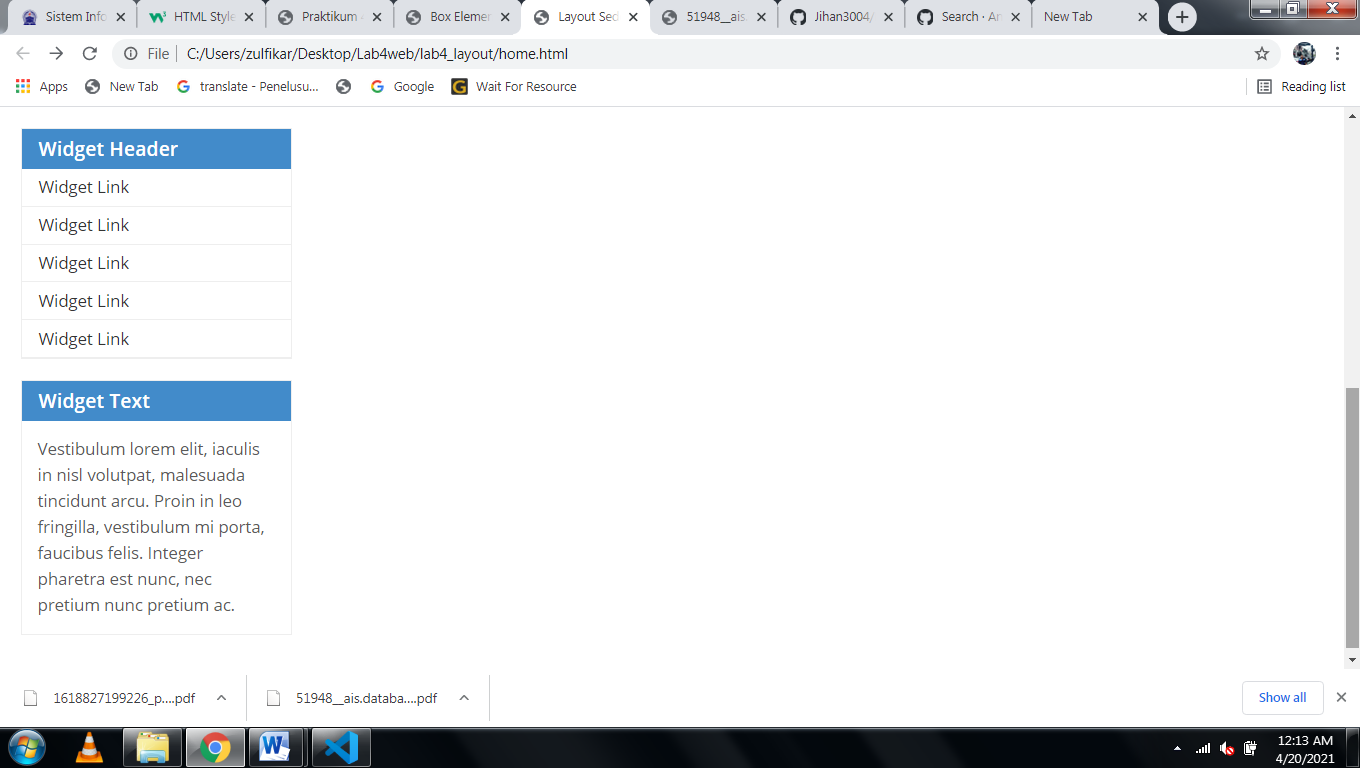 Sistem Info
HTML Style
Praktikum
Box Elemen
Layout Sed
51948__ais.
Jihan3004/
Search · Ar
New Tab
File
C:/Users/zulfikar/Desktop/Lab4web/lab4_layout/home.html
Apps
New Tab
translate - Penelusu...
Google
Wait For Resource
Reading list
Widget Header
Widget Link
Widget Link
Widget Link
Widget Link
Widget Link
Widget Text
Vestibulum lorem elit, iaculis
in nisl volutpat, malesuada
tincidunt arcu. Proin in leo
fringilla, vestibulum mi porta,
faucibus felis. Integer
pharetra est nunc, nec
pretium nunc pretium ac.
1618827199226_p....pdf
51948__ais.databa....pdf
Show all
12:13 AM
4/20/2021